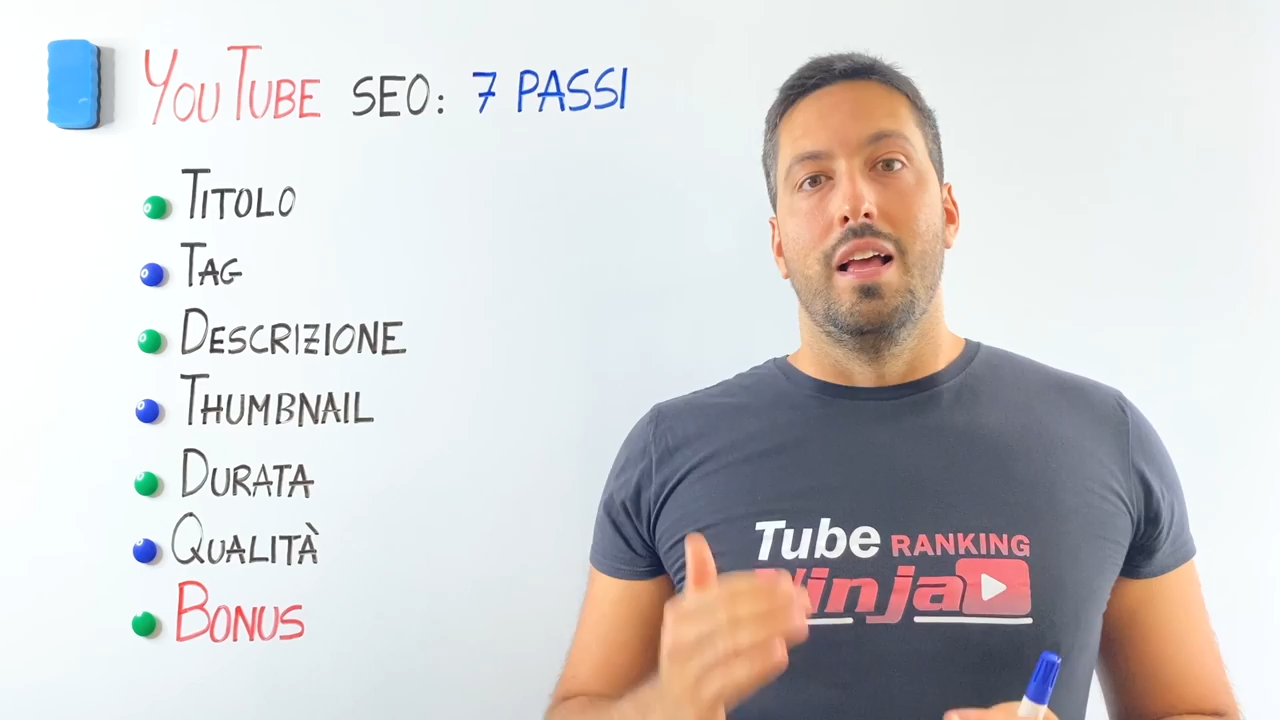 YOUTUBE SEO: 7 PASSI
TITOLO
TAG
DESCRIZIONE
THUMBNAIL
DURATA
QUALITÀ
BONUS
Tube RANKING
Ninja